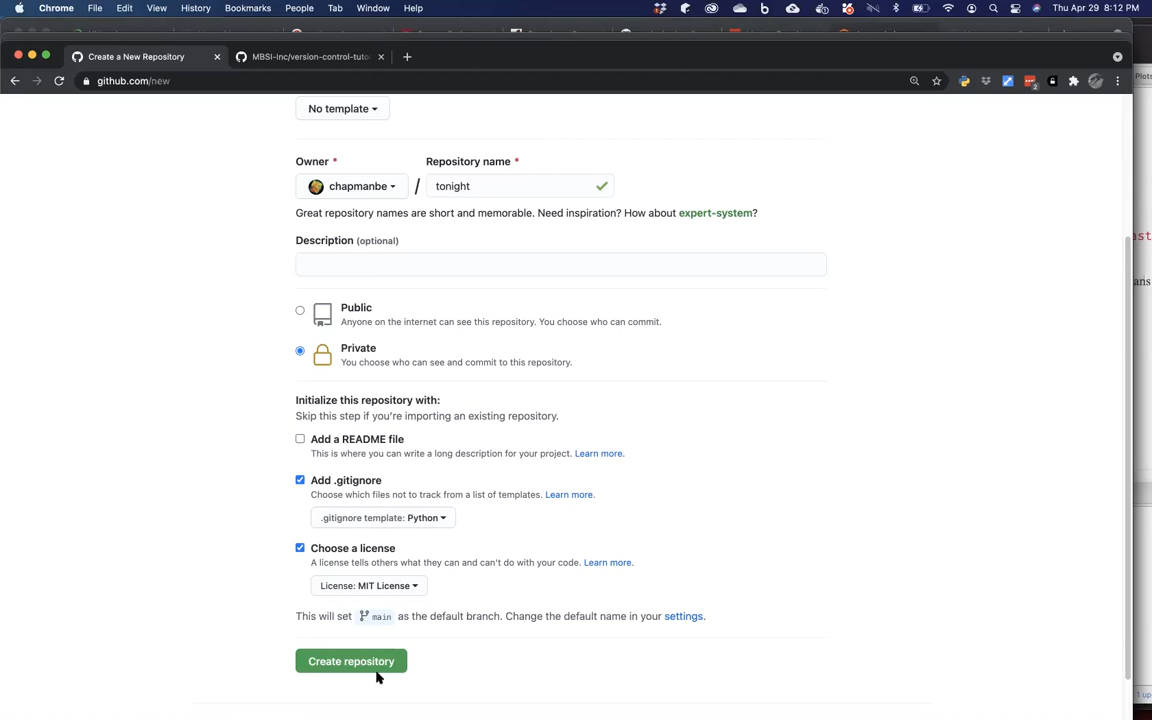 Chrome File Edit View History Bookmarks People Tab Window Help Thu Apr 29 8:12 PM
Create a New Repository MBSI-inc/version-control-tuto
github.com/new
Plots
No template
Owner * Repository name *
chapmanbe / tonight
Great repository names are short and memorable. Need inspiration? How about expert-system?
Description (optional)
Public
Anyone on the internet can see this repository. You choose who can commit.
Private
You choose who can see and commit to this repository.
Initialize this repository with:
Skip this step if you're importing an existing repository.
Add a README file
This is where you can write a long description for your project. Learn more.
Add .gitignore
Choose which files not to track from a list of templates. Learn more.
.gitignore template: Python
Choose a license
A license tells others what they can and can't do with your code. Learn more.
License: MIT License
This will set main as the default branch. Change the default name in your settings.
Create repository